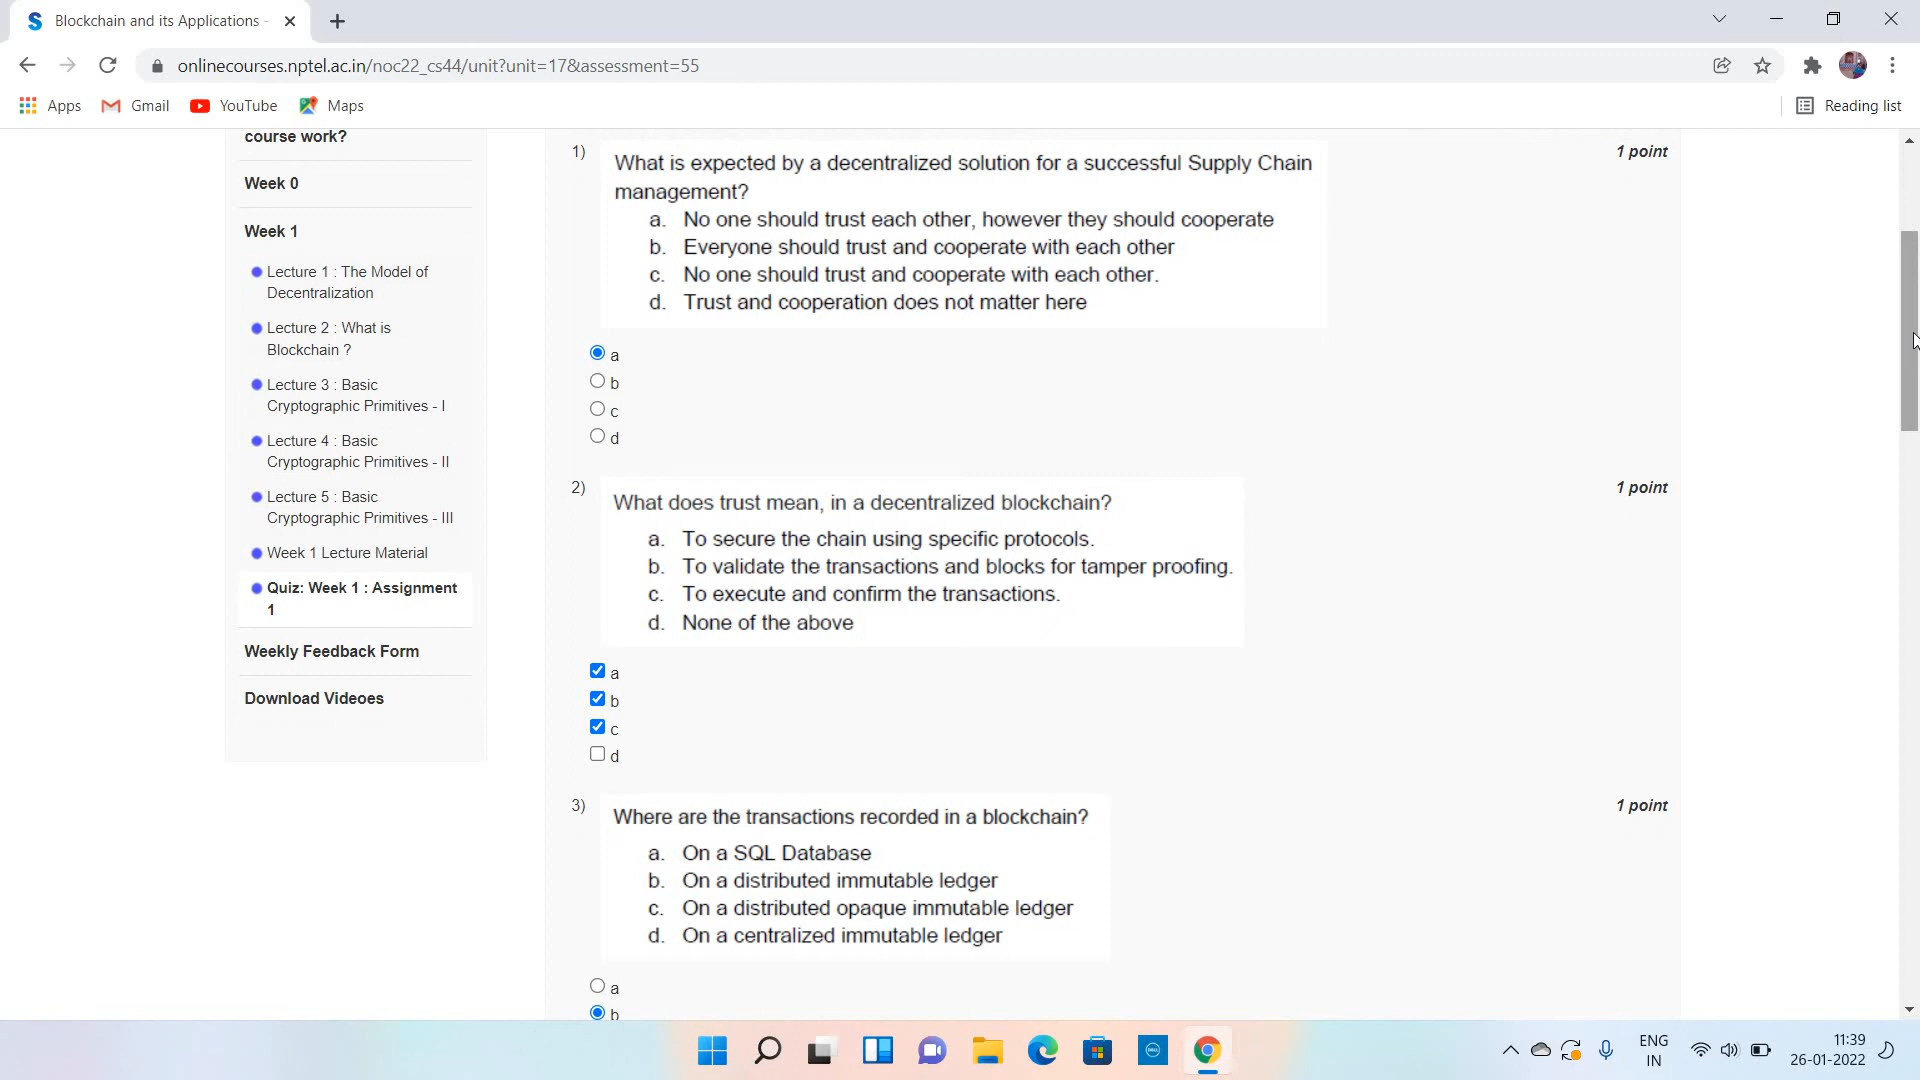 Blockchain and its Applications -
onlinecourses.nptel.ac.in/noc22_cs44/unit?unit=17&assessment=55
Apps
Gmail
YouTube
Maps
Reading list
course work?
Week 0
Week 1
Lecture 1 : The Model of
Decentralization
Lecture 2 : What is
Blockchain ?
Lecture 3 : Basic
Cryptographic Primitives - I
Lecture 4 : Basic
Cryptographic Primitives - II
Lecture 5 : Basic
Cryptographic Primitives - III
Week 1 Lecture Material
Quiz: Week 1 : Assignment
1
Weekly Feedback Form
Download Videoes
1)
1 point
What is expected by a decentralized solution for a successful Supply Chain
management?
a. No one should trust each other, however they should cooperate
b. Everyone should trust and cooperate with each other
c. No one should trust and cooperate with each other.
d. Trust and cooperation does not matter here
a
b
c
d
2)
1 point
What does trust mean, in a decentralized blockchain?
a. To secure the chain using specific protocols.
b. To validate the transactions and blocks for tamper proofing.
c. To execute and confirm the transactions.
d. None of the above
a
b
c
d
3)
1 point
Where are the transactions recorded in a blockchain?
a. On a SQL Database
b. On a distributed immutable ledger
c. On a distributed opaque immutable ledger
d. On a centralized immutable ledger
a
b
DELL
ENG
IN
11:39
26-01-2022